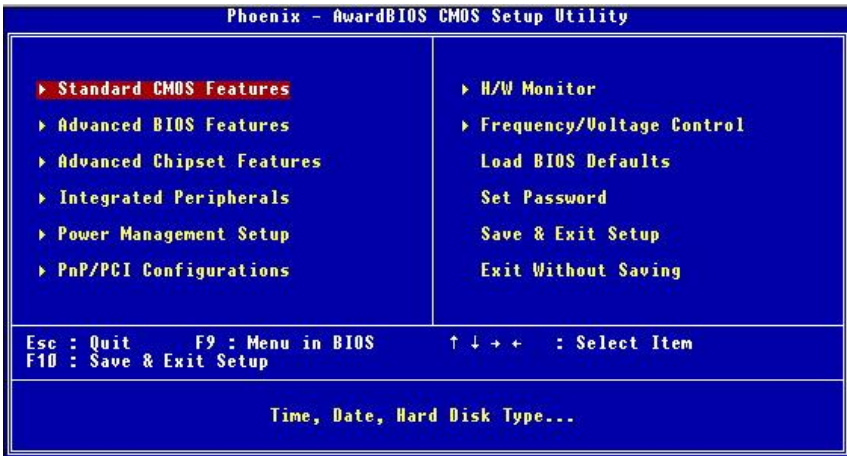 Phoenix - AwardBIOS CMOS Setup Utility
▸ Standard CMOS Features
▸ Advanced BIOS Features
▸ Advanced Chipset Features
▸ Integrated Peripherals
▸ Power Management Setup
▸ PnP/PCI Configurations
▸ H/W Monitor
▸ Frequency/Voltage Control
Load BIOS Defaults
Set Password
Save & Exit Setup
Exit Without Saving
Esc : Quit F9 : Menu in BIOS ↑ ↓ → ← : Select Item
F10 : Save & Exit Setup
Time, Date, Hard Disk Type...